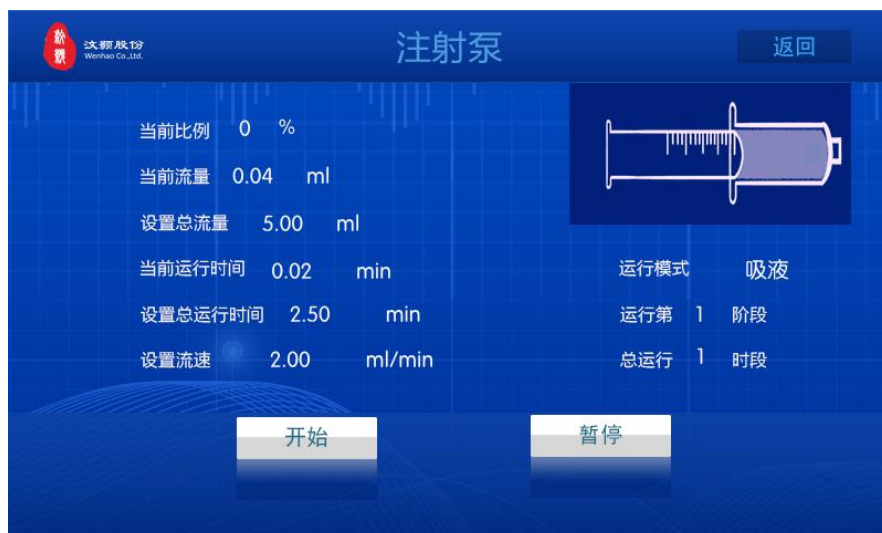 汶颢
汶颢股份
Wenhao Co.,Ltd.
注射泵
返回
当前比例 0 %
当前流量 0.04 ml
设置总流量 5.00 ml
当前运行时间 0.02 min
设置总运行时间 2.50 min
设置流速 2.00 ml/min
运行模式 吸液
运行第 1 阶段
总运行 1 时段
开始
暂停